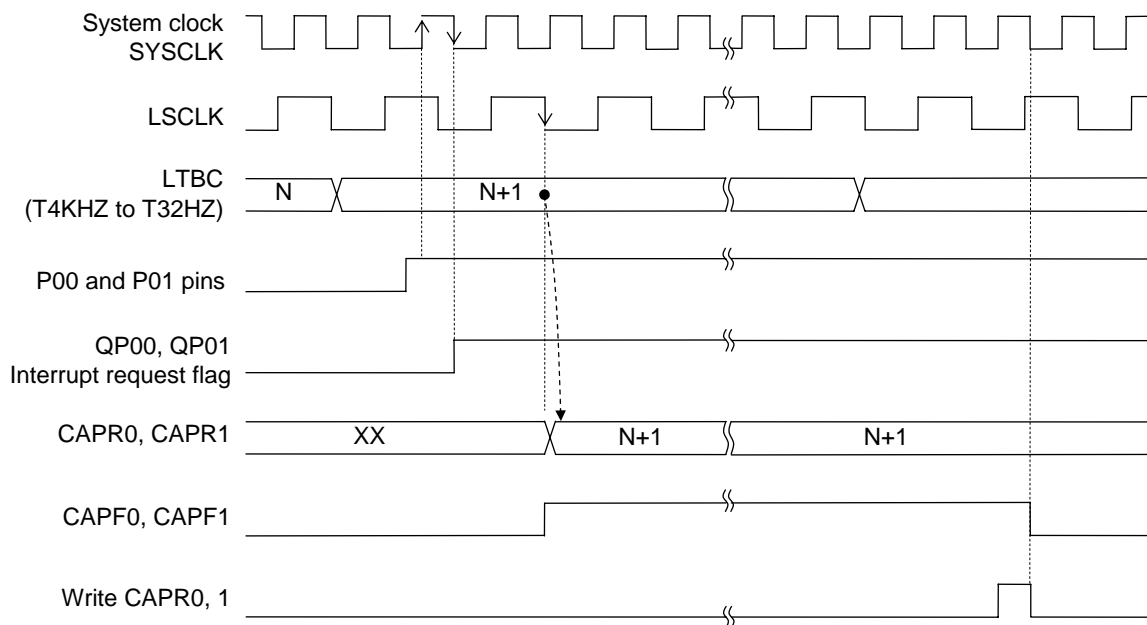 System clock
SYSCLK
LSCLK
LTBC
(T4KHZ to T32HZ)
N
N+1
P00 and P01 pins
QP00, QP01
Interrupt request flag
CAPR0, CAPR1
XX
N+1
N+1
CAPF0, CAPF1
Write CAPR0, 1